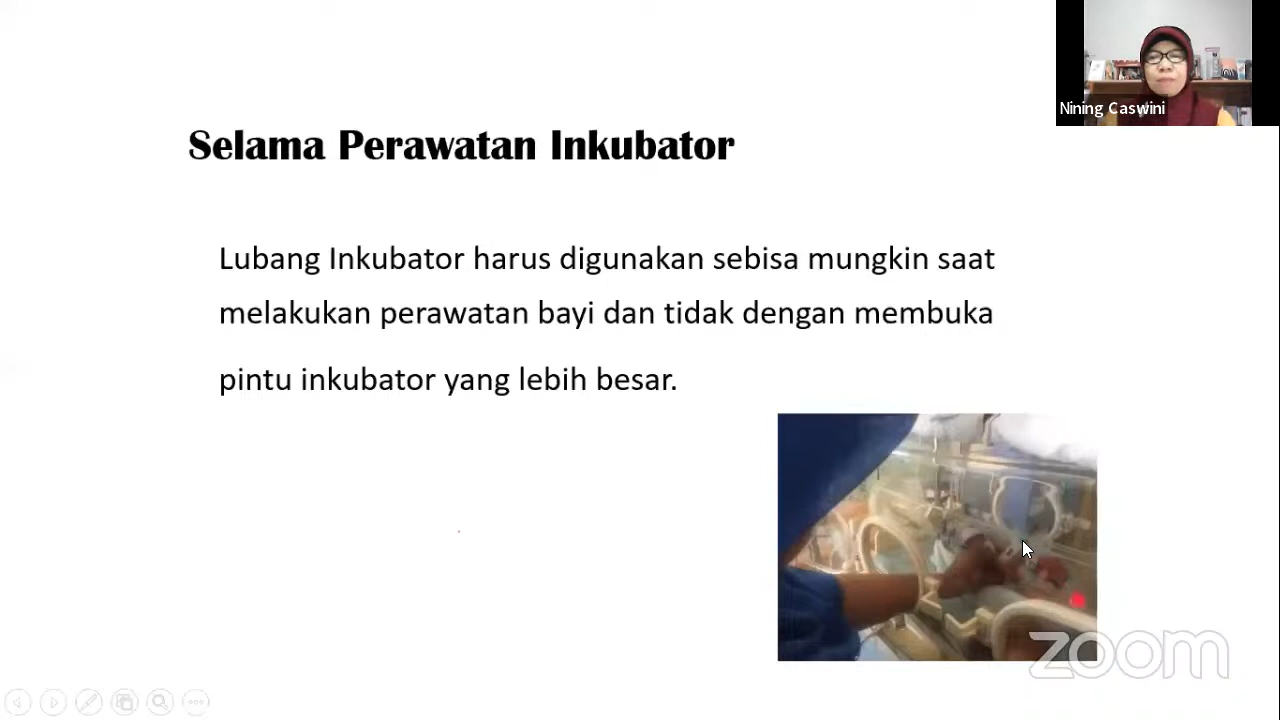 Nining Caswini
Selama Perawatan Inkubator
Lubang Inkubator harus digunakan sebisa mungkin saat
melakukan perawatan bayi dan tidak dengan membuka
pintu inkubator yang lebih besar.
zoom